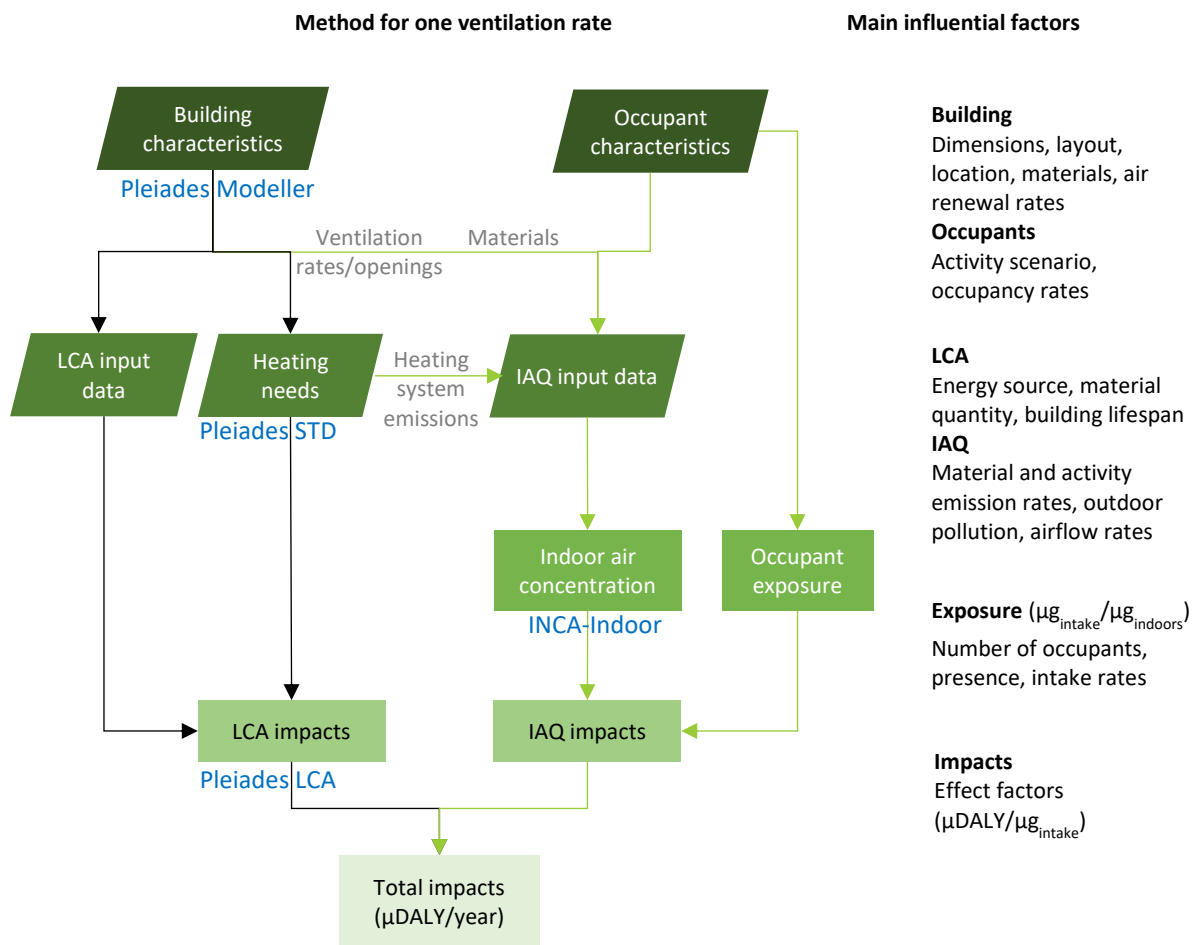 Method for one ventilation rate
Main influential factors
Building
characteristics
Pleiades Modeller
Occupant
characteristics
Ventilation
rates/openings
Materials
LCA input
data
Heating
needs
Pleiades STD
Heating
system
emissions
IAQ input data
Indoor air
concentration
INCA-Indoor
Occupant
exposure
LCA impacts
Pleiades LCA
IAQ impacts
Total impacts
(µDALY/year)
Building
Dimensions, layout,
location, materials, air
renewal rates
Occupants
Activity scenario,
occupancy rates
LCA
Energy source, material
quantity, building lifespan
IAQ
Material and activity
emission rates, outdoor
pollution, airflow rates
Exposure (µgintake/µgindoors)
Number of occupants,
presence, intake rates
Impacts
Effect factors
(µDALY/µgintake)